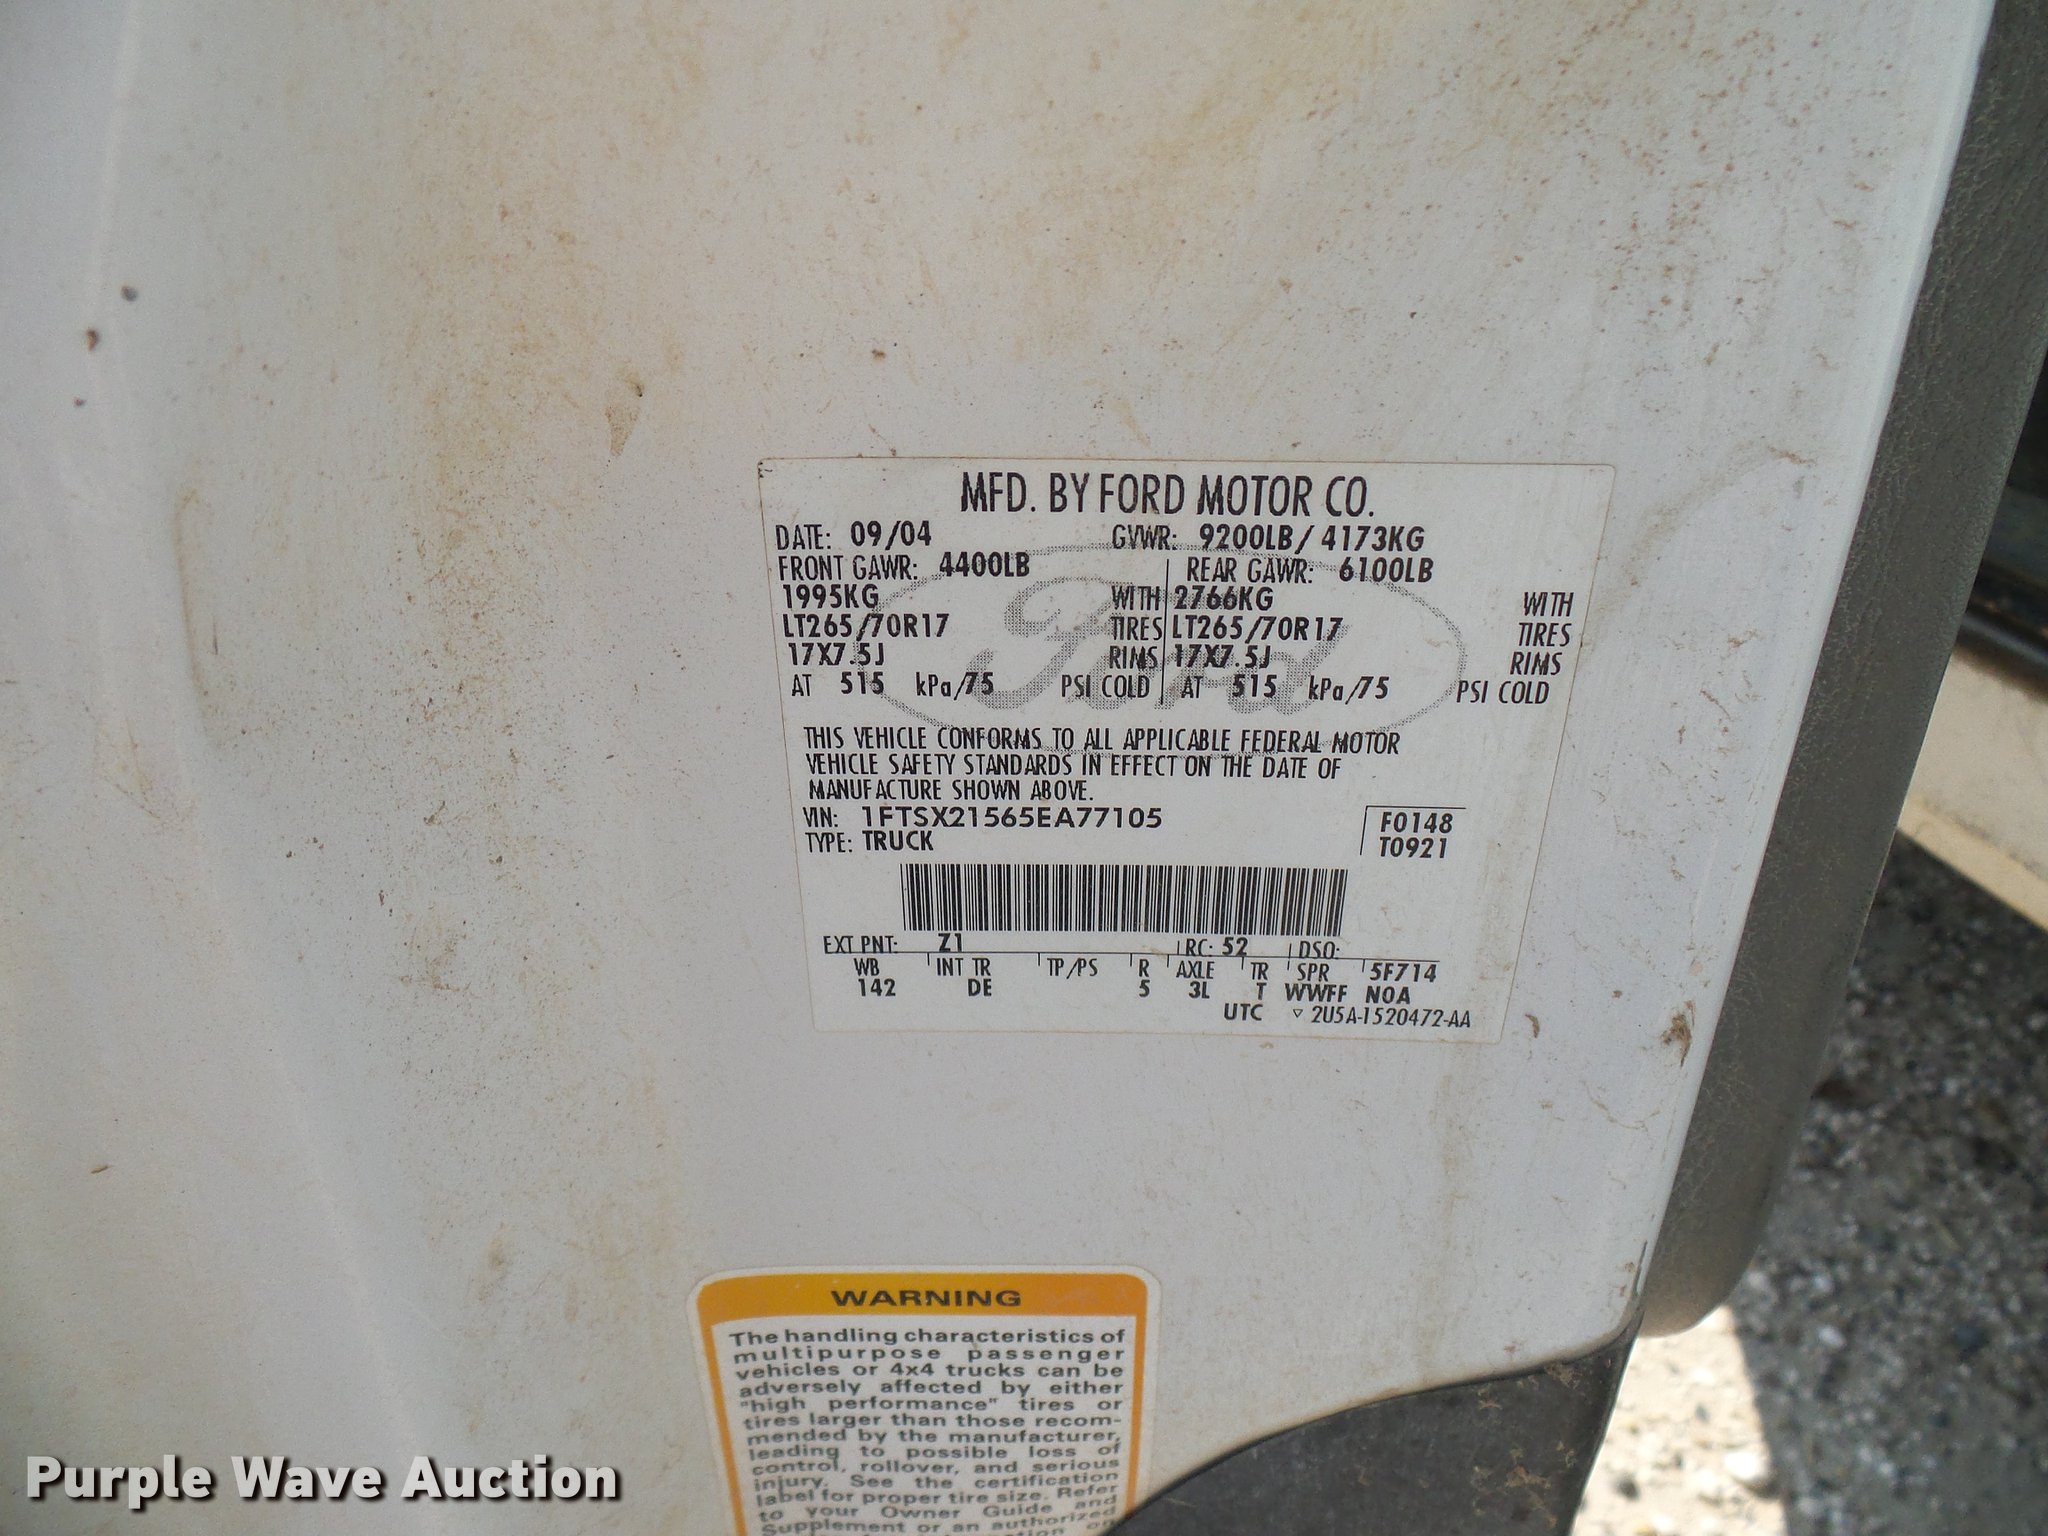 MFD. BY FORD MOTOR CO.
DATE: 09/04 GVWR: 9200LB/ 4173KG
FRONT GAWR: 4400LB REAR GAWR: 6100LB
1995KG WITH 2766KG WITH
LT265/70R17 TIRES LT265/70R17 TIRES
17X7.5J RIMS 17X7.5J RIMS
AT 515 kPa/75 PSI COLD AT 515 kPa/75 PSI COLD
Ford
THIS VEHICLE CONFORMS TO ALL APPLICABLE FEDERAL MOTOR
VEHICLE SAFETY STANDARDS IN EFFECT ON THE DATE OF
MANUFACTURE SHOWN ABOVE.
VIN: 1FTSX21565EA77105 F0148
TYPE: TRUCK T0921
EXT PNT: Z1 RC: 52 DSO:
WB INT TR TP/PS R AXLE TR SPR 5F714
142 DE 5 3L T WWFF N0A
UTC ▽ 2U5A-1520472-AA
WARNING
The handling characteristics of
multipurpose passenger
vehicles or 4x4 trucks can be
adversely affected by either
"high performance" tires or
tires larger than those recom-
mended by the manufacturer,
leading to possible loss of
control, rollover, and serious
injury. See the certification
label for proper tire size. Refer
to your Owner Guide and
Supplement or an authorized
on
Purple Wave Auction